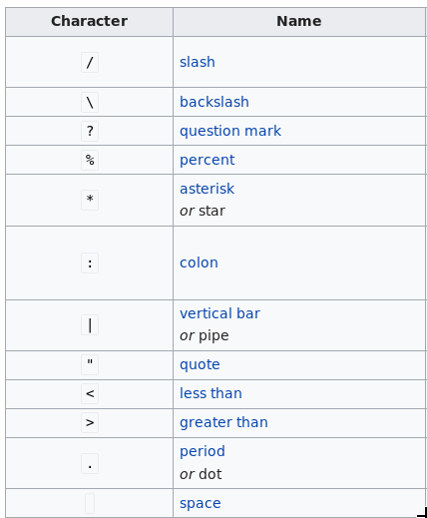 Character Name
/ slash
\ backslash
? question mark
% percent
* asterisk
or star
: colon
| vertical bar
or pipe
" quote
< less than
> greater than
. period
or dot
space